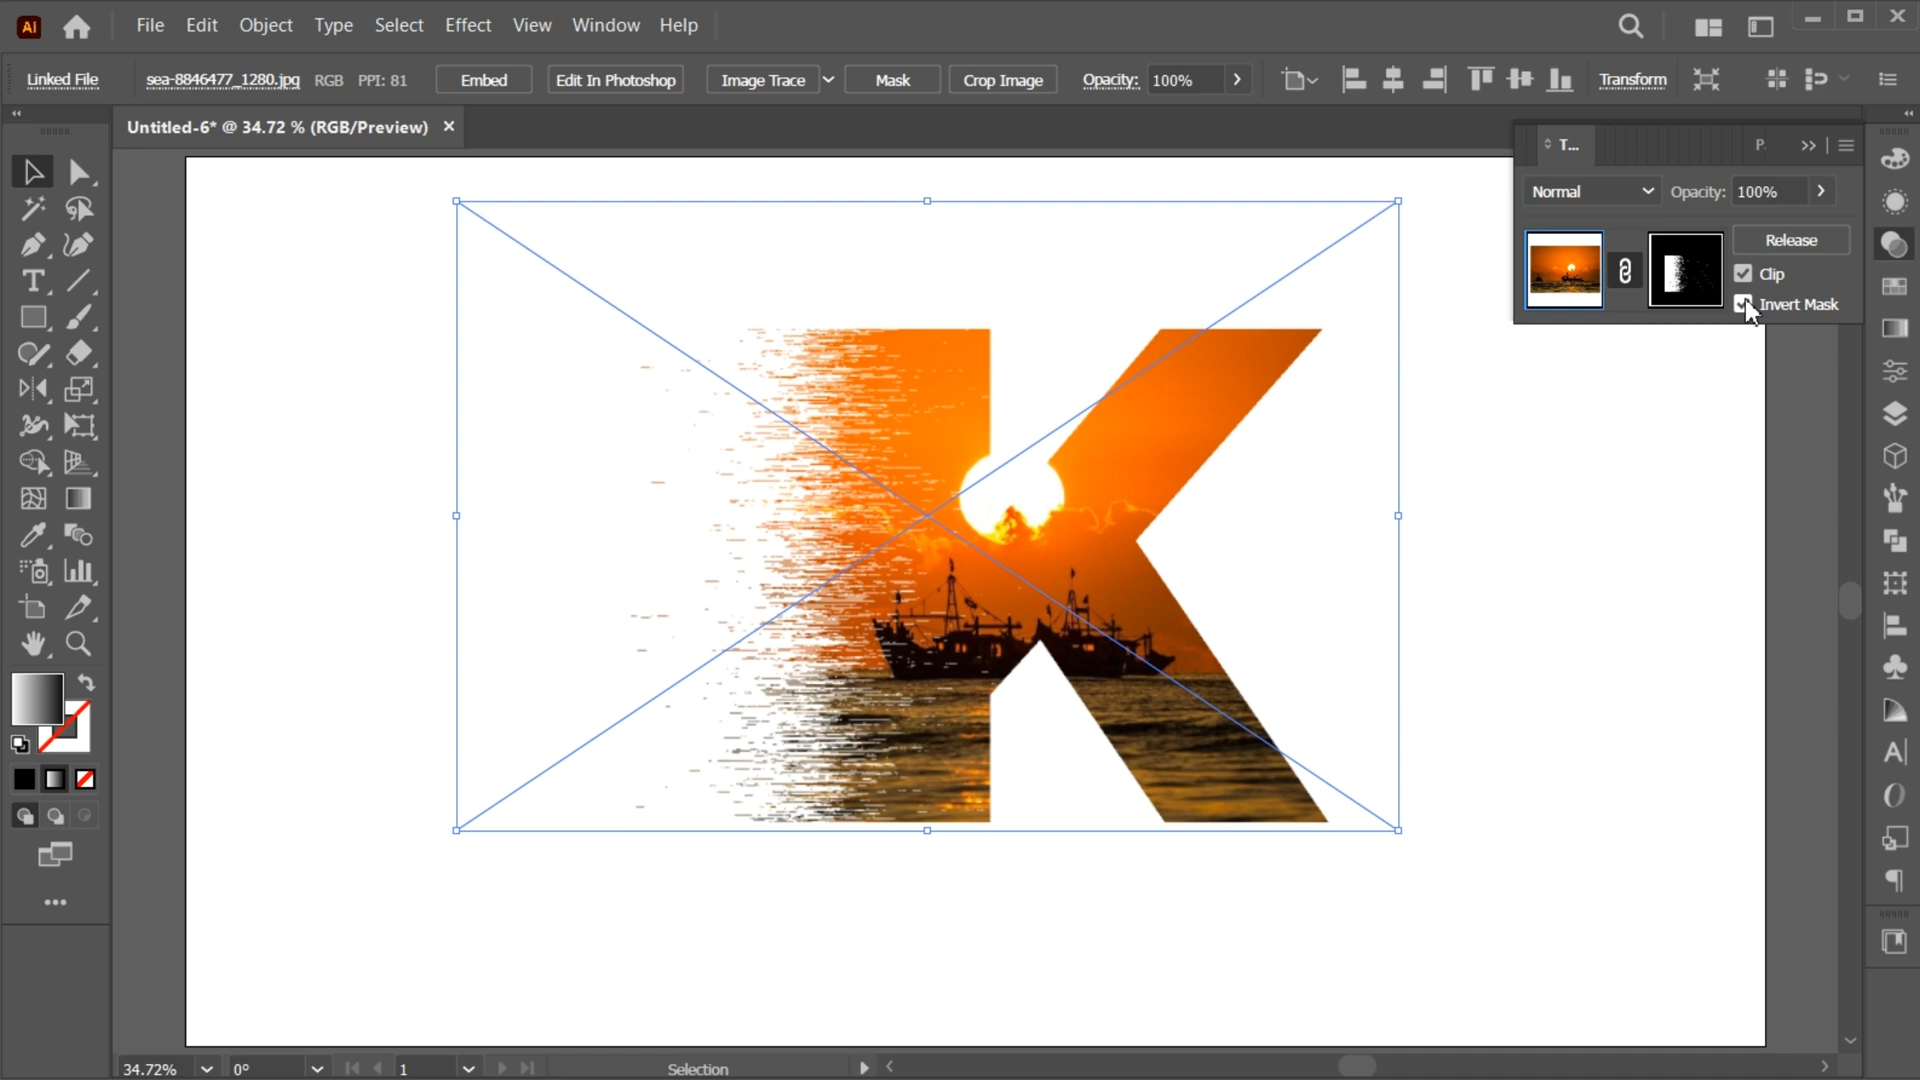 Ai File Edit Object Type Select Effect View Window Help
Linked File sea-8846477_1280.jpg RGB PPI: 81 Embed Edit In Photoshop Image Trace Mask Crop Image Opacity: 100% Transform
Untitled-6* @ 34.72 % (RGB/Preview)
T... P
Normal Opacity: 100%
Release
Clip
Invert Mask
K
34.72% 0° 1 Selection